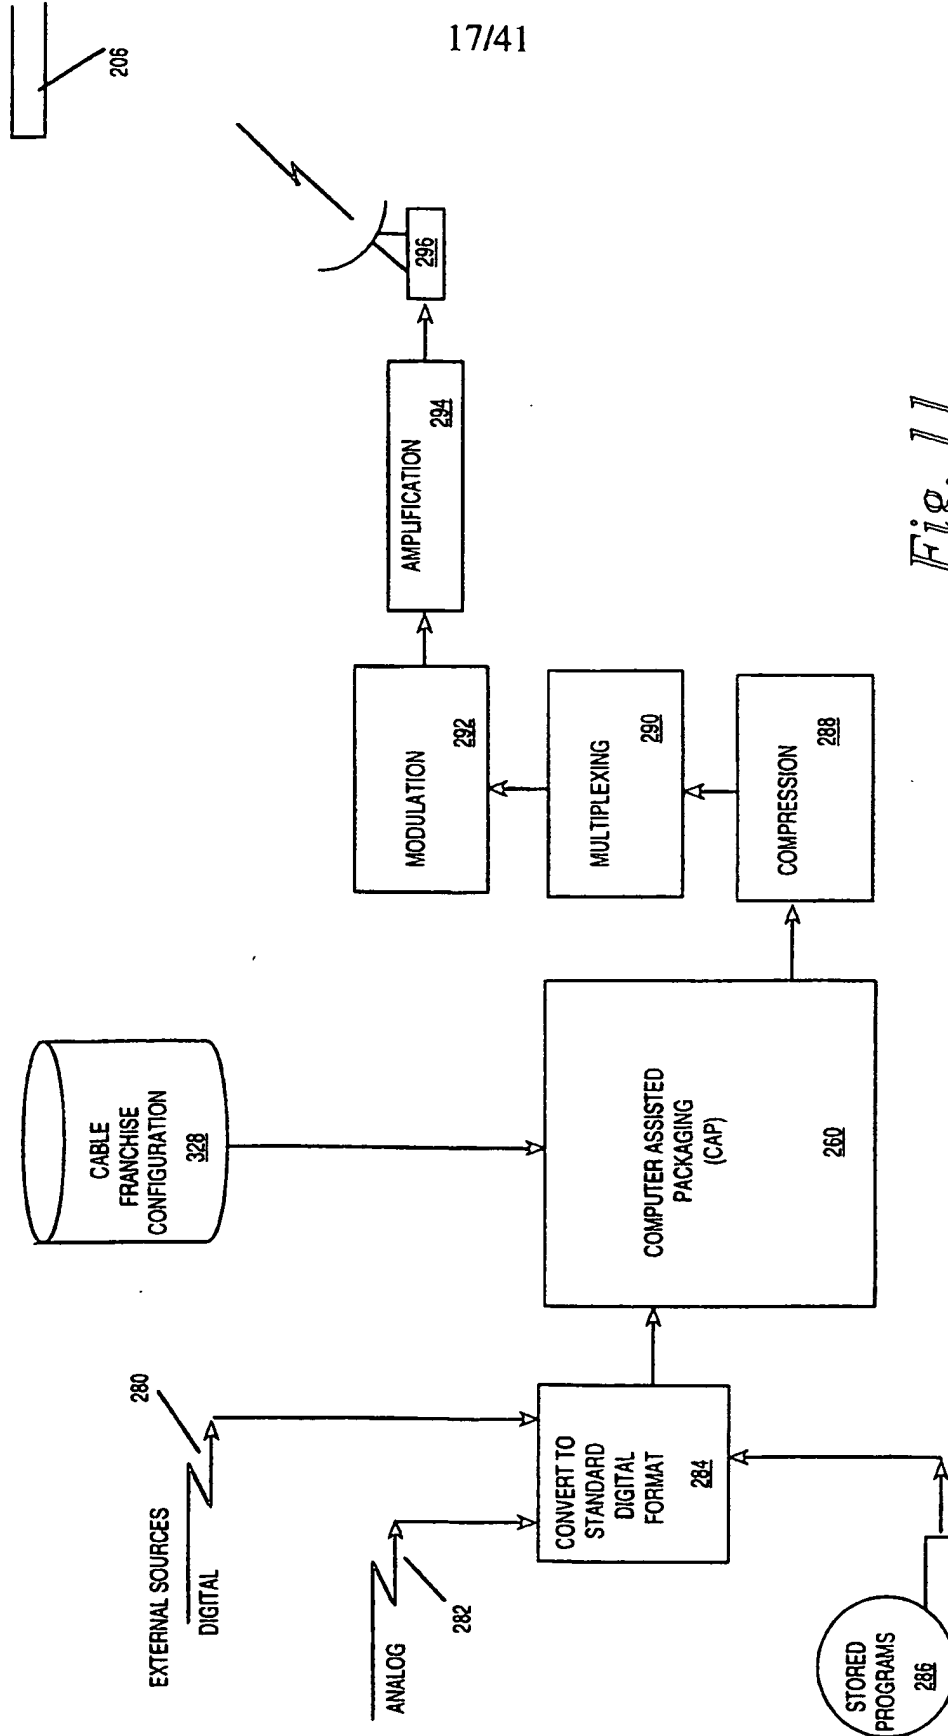 17/41
206
EXTERNAL SOURCES
DIGITAL
280
ANALOG
282
STORED
PROGRAMS
286
CONVERT TO
STANDARD
DIGITAL
FORMAT
284
CABLE
FRANCHISE
CONFIGURATION
328
COMPUTER ASSISTED
PACKAGING
(CAP)
260
COMPRESSION
288
MULTIPLEXING
290
MODULATION
292
AMPLIFICATION
294
296
Fig. 11